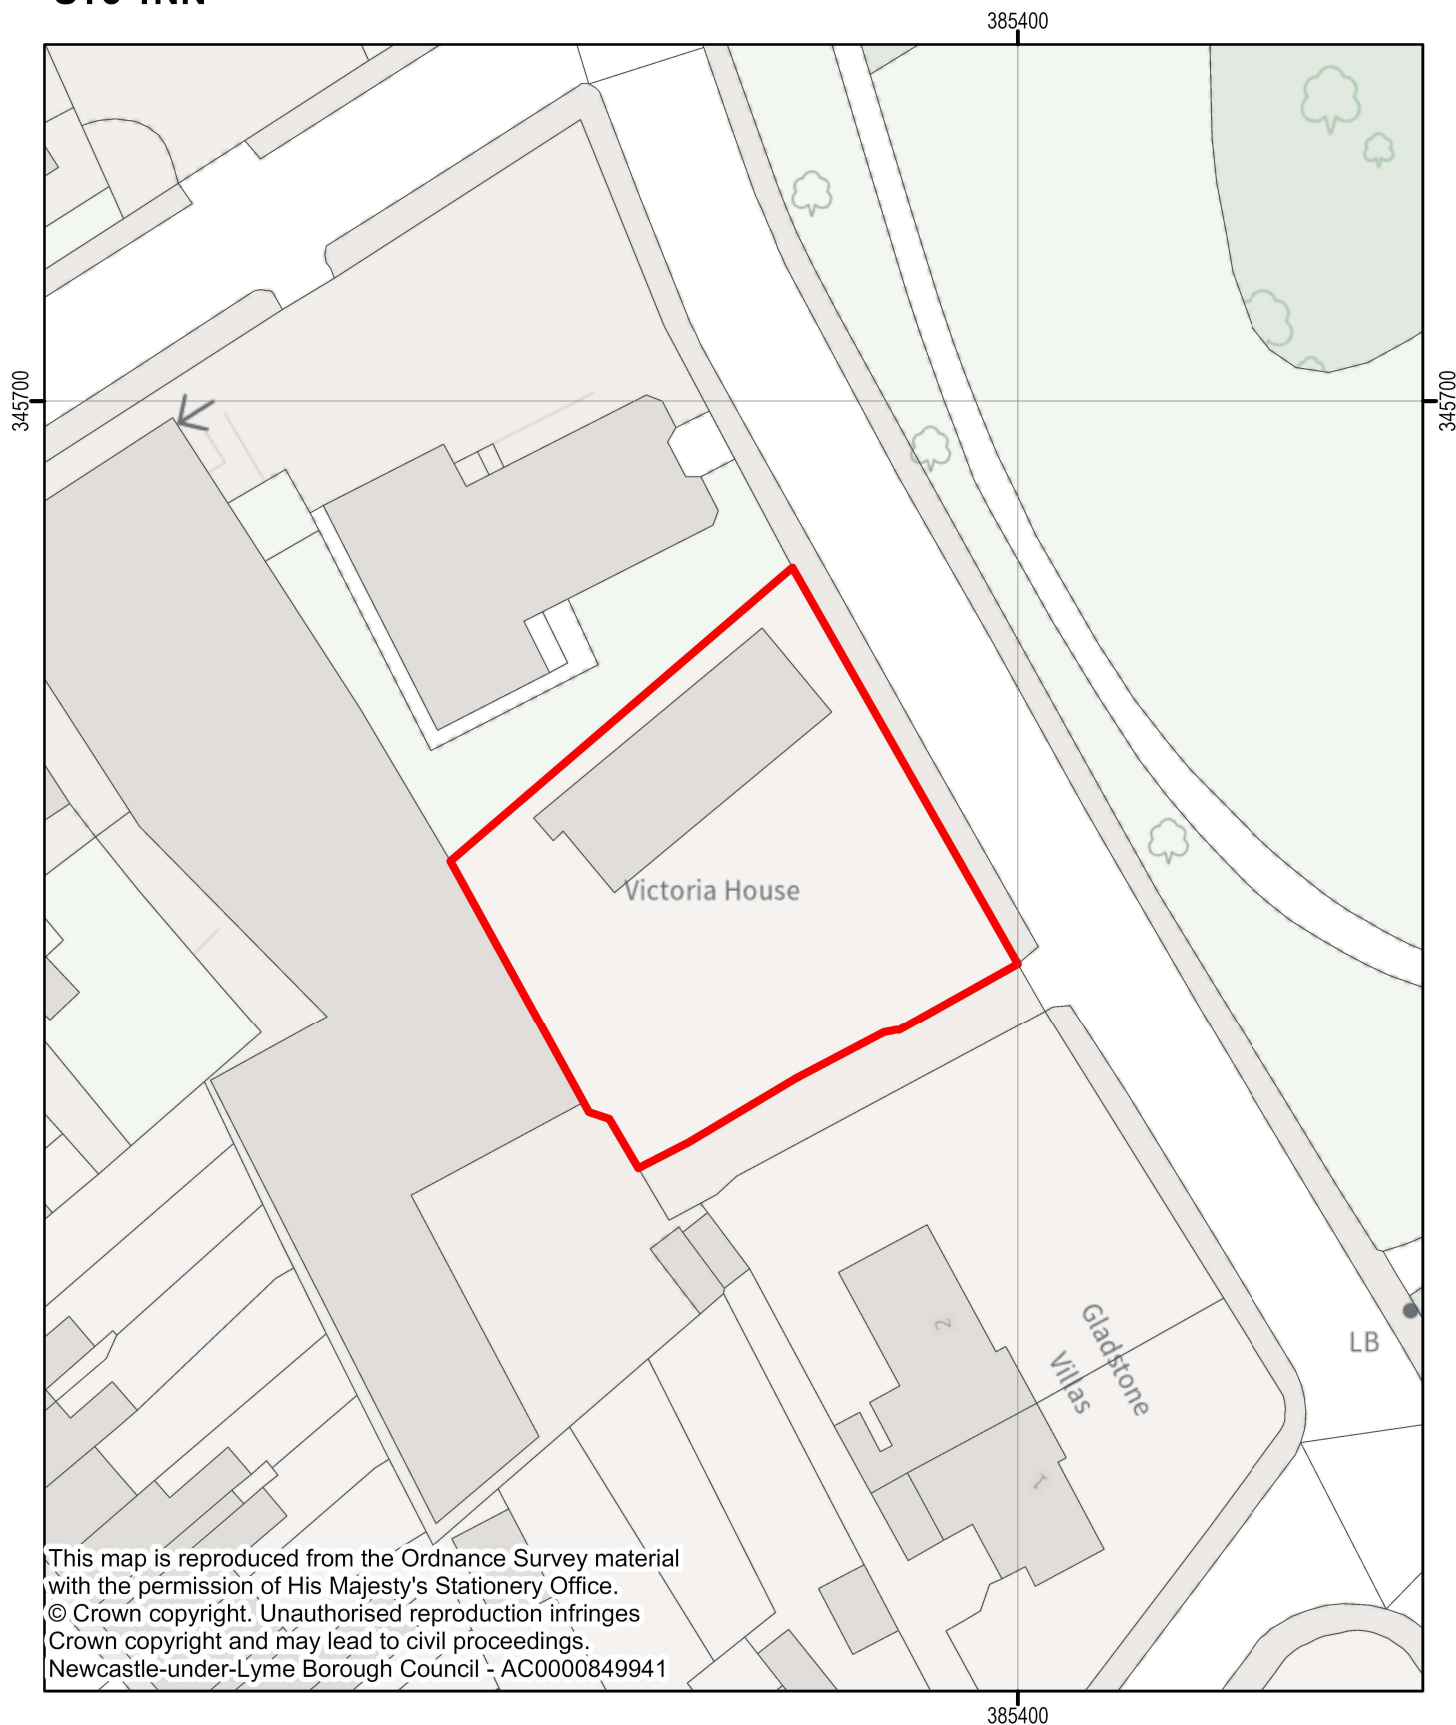 385400
345700
345700
Victoria House
2
Gladstone
Villas
LB
1
This map is reproduced from the Ordnance Survey material
with the permission of His Majesty's Stationery Office.
© Crown copyright. Unauthorised reproduction infringes
Crown copyright and may lead to civil proceedings.
Newcastle-under-Lyme Borough Council - AC0000849941
385400